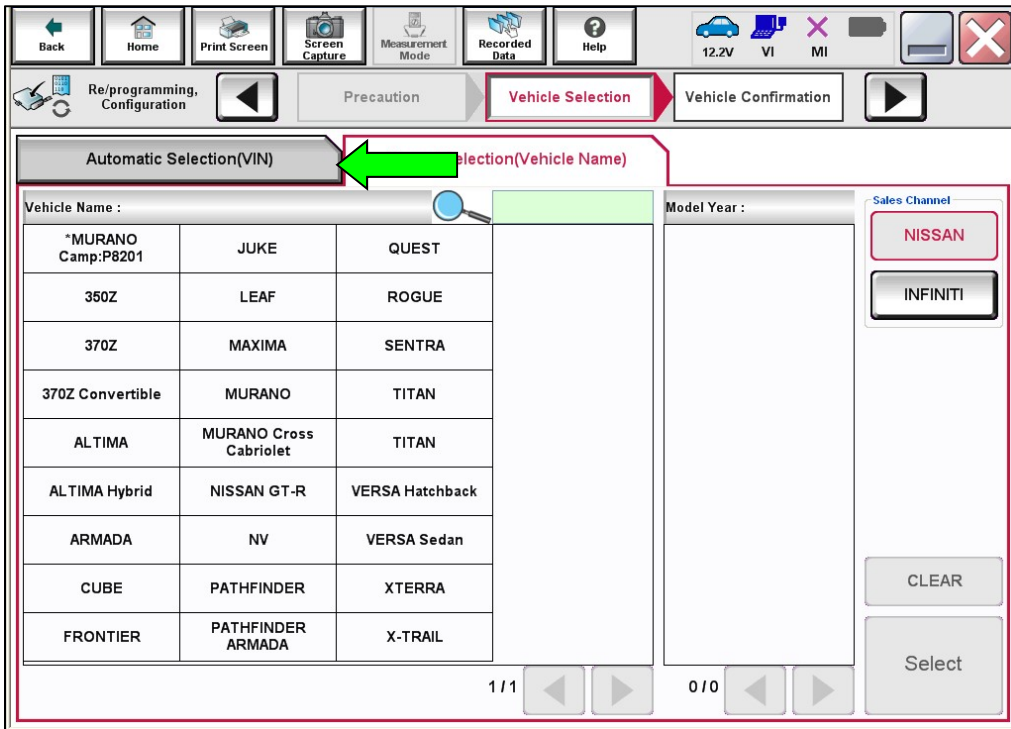 Back
Home
Print Screen
Screen
Capture
Measurement
Mode
Recorded
Data
Help
12.2V
VI
MI
Re/programming,
Configuration
Precaution
Vehicle Selection
Vehicle Confirmation
Automatic Selection(VIN)
election(Vehicle Name)
Vehicle Name :
Model Year :
Sales Channel
*MURANO
Camp:P8201
JUKE
QUEST
NISSAN
350Z
LEAF
ROGUE
INFINITI
370Z
MAXIMA
SENTRA
370Z Convertible
MURANO
TITAN
ALTIMA
MURANO Cross
Cabriolet
TITAN
ALTIMA Hybrid
NISSAN GT-R
VERSA Hatchback
ARMADA
NV
VERSA Sedan
CUBE
PATHFINDER
XTERRA
CLEAR
FRONTIER
PATHFINDER
ARMADA
X-TRAIL
Select
1/1
0/0